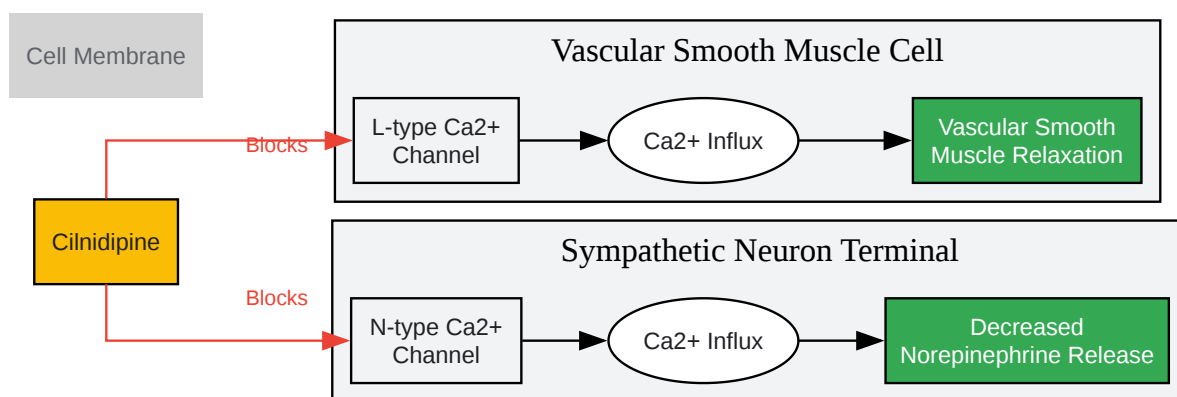 Cell Membrane
Vascular Smooth Muscle Cell
Blocks
L-type Ca2+
Channel
Ca2+ Influx
Vascular Smooth
Muscle Relaxation
Cilnidipine
Sympathetic Neuron Terminal
Blocks
N-type Ca2+
Channel
Ca2+ Influx
Decreased
Norepinephrine Release